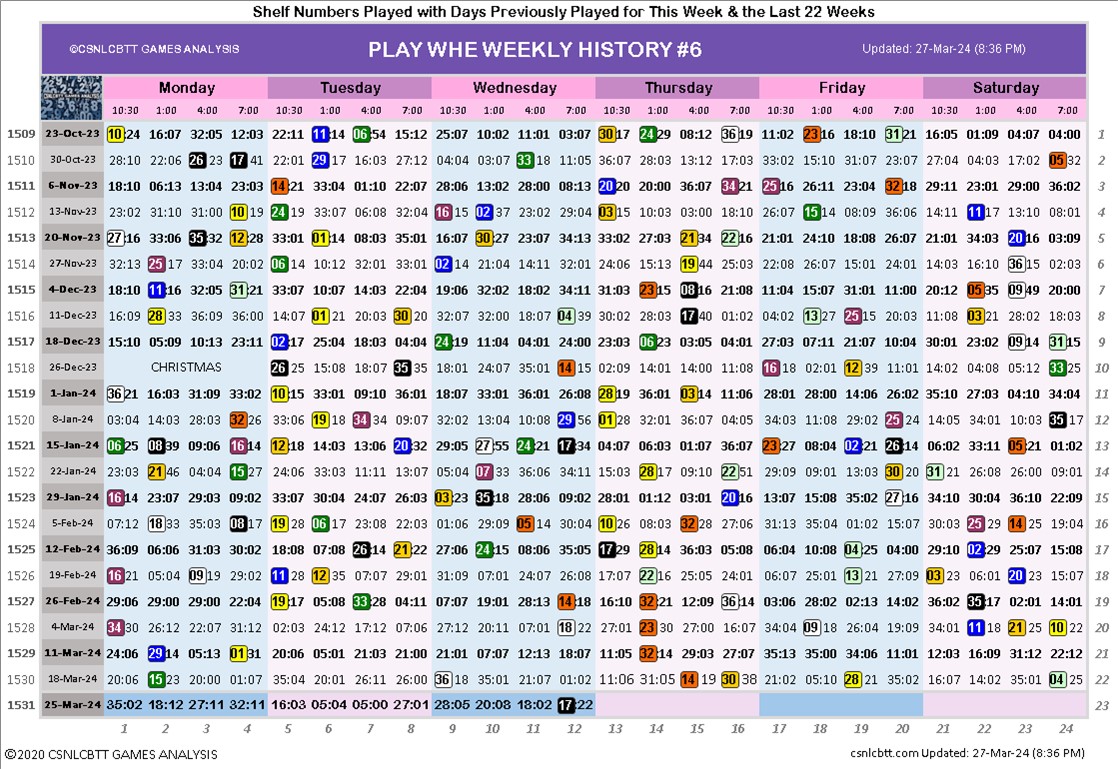 Shelf Numbers Played with Days Previously Played for This Week & the Last 22 Weeks
©CSNLCBTT GAMES ANALYSIS PLAY WHE WEEKLY HISTORY #6 Updated: 27-Mar-24 (8:36 PM)
Monday Tuesday Wednesday Thursday Friday Saturday
10:30 1:00 4:00 7:00 10:30 1:00 4:00 7:00 10:30 1:00 4:00 7:00 10:30 1:00 4:00 7:00 10:30 1:00 4:00 7:00 10:30 1:00 4:00 7:00
1509 23-Oct-23 10:24 16:07 32:05 12:03 22:11 11:14 06:54 15:12 25:07 10:02 11:01 03:07 30:17 24:29 08:12 36:19 11:02 23:16 18:10 31:21 16:05 01:09 04:07 04:00 1
1510 30-Oct-23 28:10 22:06 26:23 17:41 22:01 29:17 16:03 27:12 04:04 03:07 33:18 11:05 36:07 28:03 13:12 17:03 33:02 15:10 31:07 23:07 27:04 04:03 17:02 05:32 2
1511 6-Nov-23 18:10 06:13 13:04 23:03 14:21 33:04 01:10 22:07 28:06 13:02 28:00 08:13 20:20 20:00 36:07 34:21 25:16 26:11 23:04 32:18 29:11 23:01 29:00 36:02 3
1512 13-Nov-23 23:02 31:10 31:00 10:19 24:19 33:07 06:08 32:04 16:15 02:37 23:02 29:04 03:15 10:03 03:00 18:10 26:07 15:14 08:09 36:06 14:11 11:17 13:10 08:01 4
1513 20-Nov-23 27:16 33:06 35:32 12:28 33:01 01:14 08:03 35:01 16:07 30:27 23:07 34:13 33:02 27:03 21:34 22:16 21:01 24:10 18:08 26:07 21:01 34:03 20:16 03:09 5
1514 27-Nov-23 32:13 25:17 33:04 20:02 06:14 10:12 32:01 33:01 02:14 21:04 14:11 32:01 24:06 15:13 19:44 25:03 22:08 26:07 12:11 24:01 14:03 16:10 36:15 02:03 6
1515 4-Dec-23 18:10 11:16 32:05 31:21 33:07 10:07 14:03 22:04 19:06 32:02 18:02 34:11 31:03 23:15 08:16 21:08 11:04 15:07 31:01 11:00 20:12 05:35 09:49 20:00 7
1516 11-Dec-23 16:09 28:33 36:09 36:00 14:07 01:21 20:03 30:20 32:07 32:00 18:07 04:39 30:02 28:03 17:40 01:02 04:02 13:27 25:15 20:03 11:08 03:21 28:02 18:03 8
1517 18-Dec-23 15:10 05:09 10:13 23:11 02:17 25:04 18:03 04:04 24:19 11:04 04:01 24:00 23:04 06:23 03:05 04:01 27:03 07:11 21:07 10:04 30:01 23:02 09:14 31:15 9
1518 26-Dec-23 CHRISTMAS 26:25 15:08 18:07 35:35 18:01 24:07 35:01 14:15 02:09 14:01 14:00 11:08 16:18 08:10 12:39 01:11 14:02 04:08 05:12 33:25 10
1519 1-Jan-24 36:21 16:03 31:09 33:02 10:15 33:01 09:10 36:01 18:07 33:01 36:01 26:09 28:19 36:01 03:14 11:05 28:01 28:00 14:06 26:02 35:10 27:03 04:10 34:04 11
1520 8-Jan-24 03:04 14:03 28:03 32:26 33:06 19:18 34:34 09:07 32:02 13:04 10:08 29:56 01:28 32:01 36:07 04:05 34:03 31:11 09:07 25:24 14:05 34:01 10:03 35:17 12
1521 15-Jan-24 06:25 08:39 09:06 16:14 12:18 14:03 13:06 20:32 29:05 27:55 24:21 17:34 04:07 06:03 01:07 36:07 23:27 08:04 02:21 26:14 06:02 33:11 05:21 01:02 13
1522 22-Jan-24 23:03 21:46 04:04 15:27 24:06 33:03 11:11 13:07 05:04 07:33 36:06 34:11 15:03 28:17 09:10 22:51 29:09 09:01 13:03 30:20 31:21 26:08 26:00 09:01 14
1523 29-Jan-24 16:14 23:07 29:03 09:02 33:07 30:04 24:07 26:03 03:23 35:18 28:06 09:02 28:01 01:12 03:01 20:16 13:07 15:08 35:02 27:16 34:10 30:04 36:10 22:09 15
1524 5-Feb-24 07:12 18:33 35:03 08:17 19:28 06:17 23:08 22:03 01:06 29:09 05:14 30:04 10:26 08:03 32:28 27:06 31:13 35:04 01:02 15:07 30:03 25:29 14:25 19:04 16
1525 12-Feb-24 36:09 06:06 31:03 30:02 18:08 07:08 26:14 21:22 27:06 24:15 08:06 35:05 17:29 28:14 36:03 05:08 06:04 10:08 04:25 04:00 29:10 02:29 25:07 15:08 17
1526 19-Feb-24 16:21 05:04 09:19 29:02 11:28 12:35 07:07 29:01 31:09 07:01 24:07 26:08 17:07 22:16 25:05 24:01 06:07 18:05 13:21 27:09 03:23 06:01 20:23 15:07 18
1527 26-Feb-24 29:06 29:00 29:00 22:04 19:17 05:08 33:28 04:11 07:07 19:01 28:13 14:18 16:10 32:21 12:09 36:14 03:06 28:02 02:13 14:02 36:02 35:17 02:01 14:01 19
1528 4-Mar-24 34:30 26:12 22:07 31:12 02:03 24:12 17:12 07:06 27:12 20:11 07:01 18:22 27:01 23:30 27:00 16:07 34:04 09:18 26:04 19:09 34:01 11:18 21:25 10:22 20
1529 11-Mar-24 24:06 29:14 05:13 01:31 20:06 05:01 21:03 21:00 21:01 07:07 12:13 18:07 11:05 32:14 29:03 27:07 35:13 35:00 34:06 11:01 12:03 16:09 31:12 22:12 21
1530 18-Mar-24 20:06 15:23 20:00 01:07 35:04 20:01 26:11 26:00 36:18 35:01 09:07 05:07 11:06 31:05 14:19 30:38 21:02 05:10 28:21 35:02 16:07 14:02 35:01 04:25 22
1531 25-Mar-24 35:02 18:12 27:11 32:11 16:03 05:04 05:00 27:01 28:05 20:08 18:02 17:22 23
1 2 3 4 5 6 7 8 9 10 11 12 13 14 15 16 17 18 19 20 21 22 23 24
©2020 CSNLCBTT GAMES ANALYSIS csnlcbtt.com Updated: 27-Mar-24 (8:36 PM)